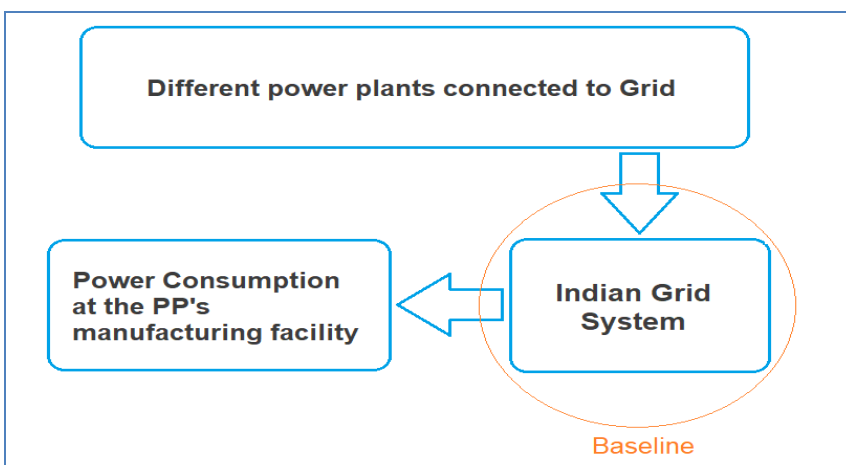 Different power plants connected to Grid
Power Consumption
at the PP's
manufacturing facility
Indian Grid
System
Baseline